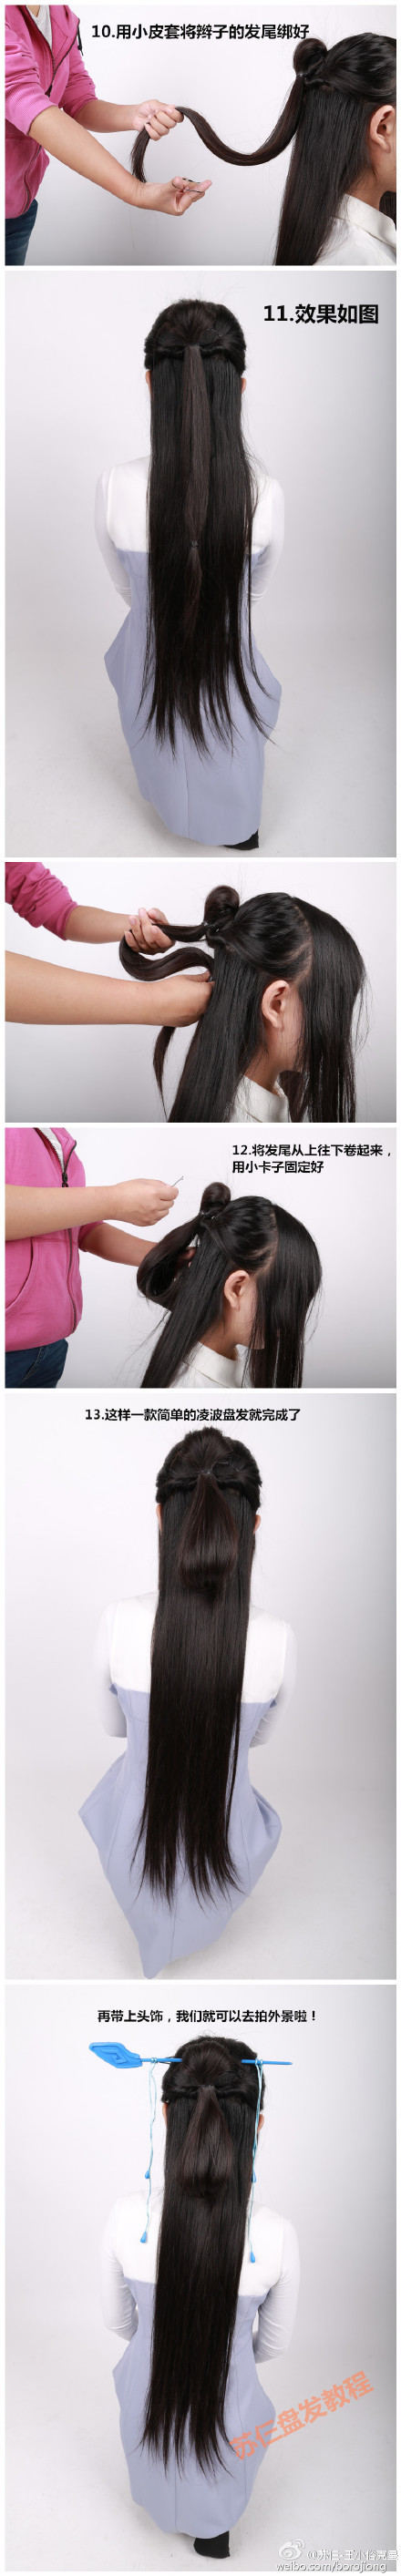 10.用小皮套将辫子的发尾绑好
11.效果如图
12.将发尾从上往下卷起来，
用小卡子固定好
13.这样一款简单的凌波盘发就完成了
再带上头饰，我们就可以去拍外景啦！
苏仨盘发教程
weibo.com/borojiong